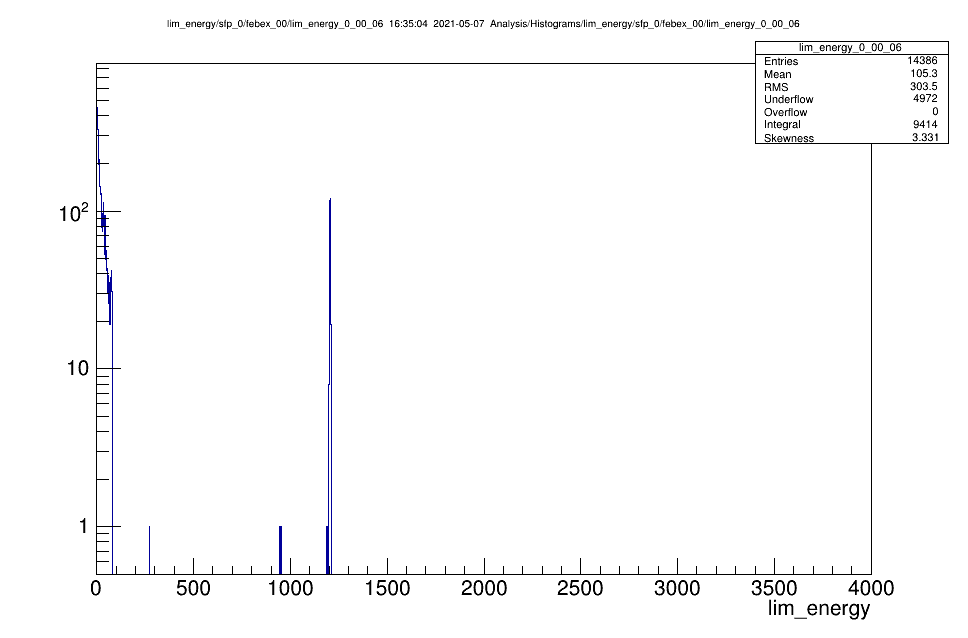 lim_energy/sfp_0/febex_00/lim_energy_0_00_06 16:35:04 2021-05-07 Analysis/Histograms/lim_energy/sfp_0/febex_00/lim_energy_0_00_06
lim_energy_0_00_06
Entries 14386
Mean 105.3
RMS 303.5
Underflow 4972
Overflow 0
Integral 9414
Skewness 3.331
10²
10
1
0 500 1000 1500 2000 2500 3000 3500 4000
lim_energy